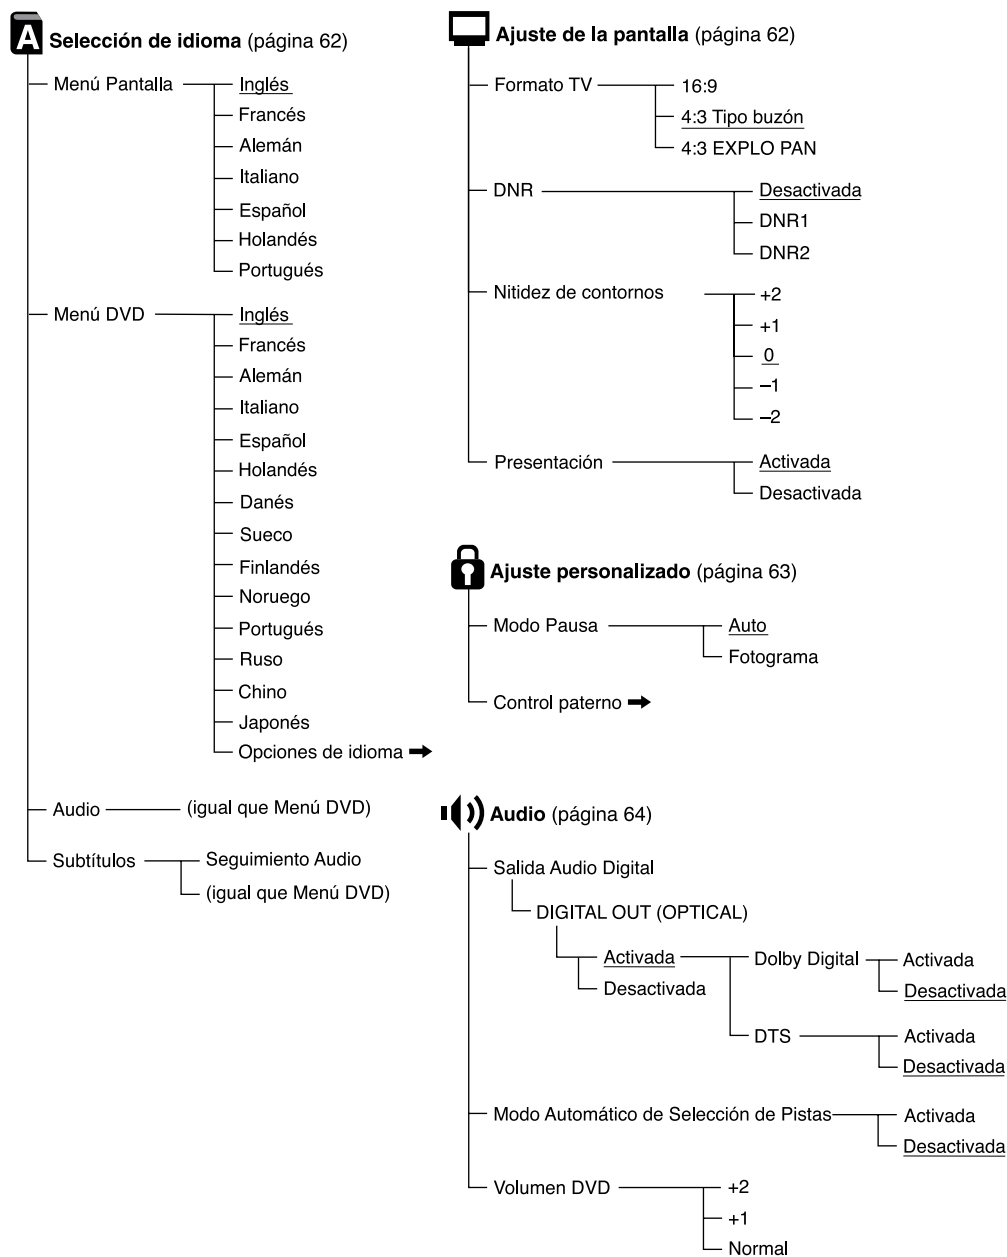 A Selección de idioma (página 62)
Menú Pantalla
Inglés
Francés
Alemán
Italiano
Español
Holandés
Portugués
Menú DVD
Inglés
Francés
Alemán
Italiano
Español
Holandés
Danés
Sueco
Finlandés
Noruego
Portugués
Ruso
Chino
Japonés
Opciones de idioma
Audio
(igual que Menú DVD)
Subtítulos
Seguimiento Audio
(igual que Menú DVD)
Ajuste de la pantalla (página 62)
Formato TV
16:9
4:3 Tipo buzón
4:3 EXPLO PAN
DNR
Desactivada
DNR1
DNR2
Nitidez de contornos
+2
+1
0
–1
–2
Presentación
Activada
Desactivada
Ajuste personalizado (página 63)
Modo Pausa
Auto
Fotograma
Control paterno
Audio (página 64)
Salida Audio Digital
DIGITAL OUT (OPTICAL)
Activada
Desactivada
Dolby Digital
Activada
Desactivada
DTS
Activada
Desactivada
Modo Automático de Selección de Pistas
Activada
Desactivada
Volumen DVD
+2
+1
Normal